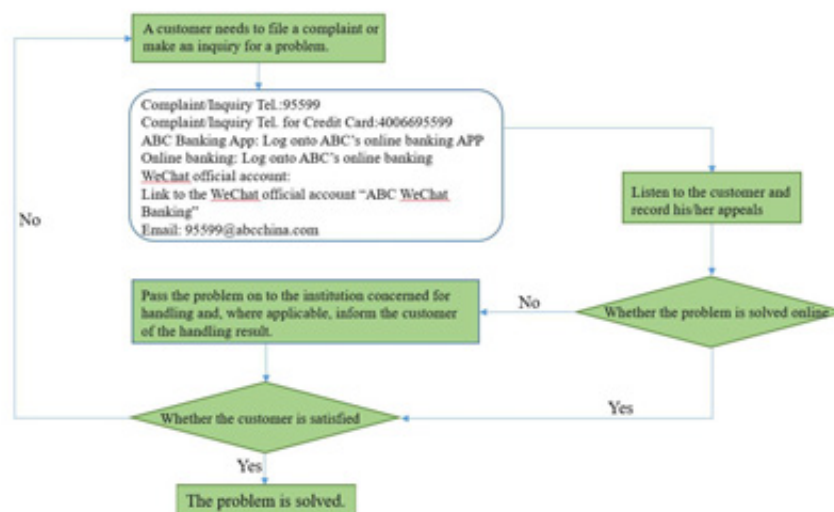 A customer needs to file a complaint or
make an inquiry for a problem.
Complaint/Inquiry Tel.:95599
Complaint/Inquiry Tel. for Credit Card:4006695599
ABC Banking App: Log onto ABC's online banking APP
Online banking: Log onto ABC's online banking
WeChat official account:
Link to the WeChat official account “ABC WeChat
Banking”
Email: 95599@abcchina.com
Listen to the customer and
record his/her appeals
No
Pass the problem on to the institution concerned for
handling and, where applicable, inform the customer
of the handling result.
No
Whether the problem is solved online
Whether the customer is satisfied
Yes
Yes
The problem is solved.